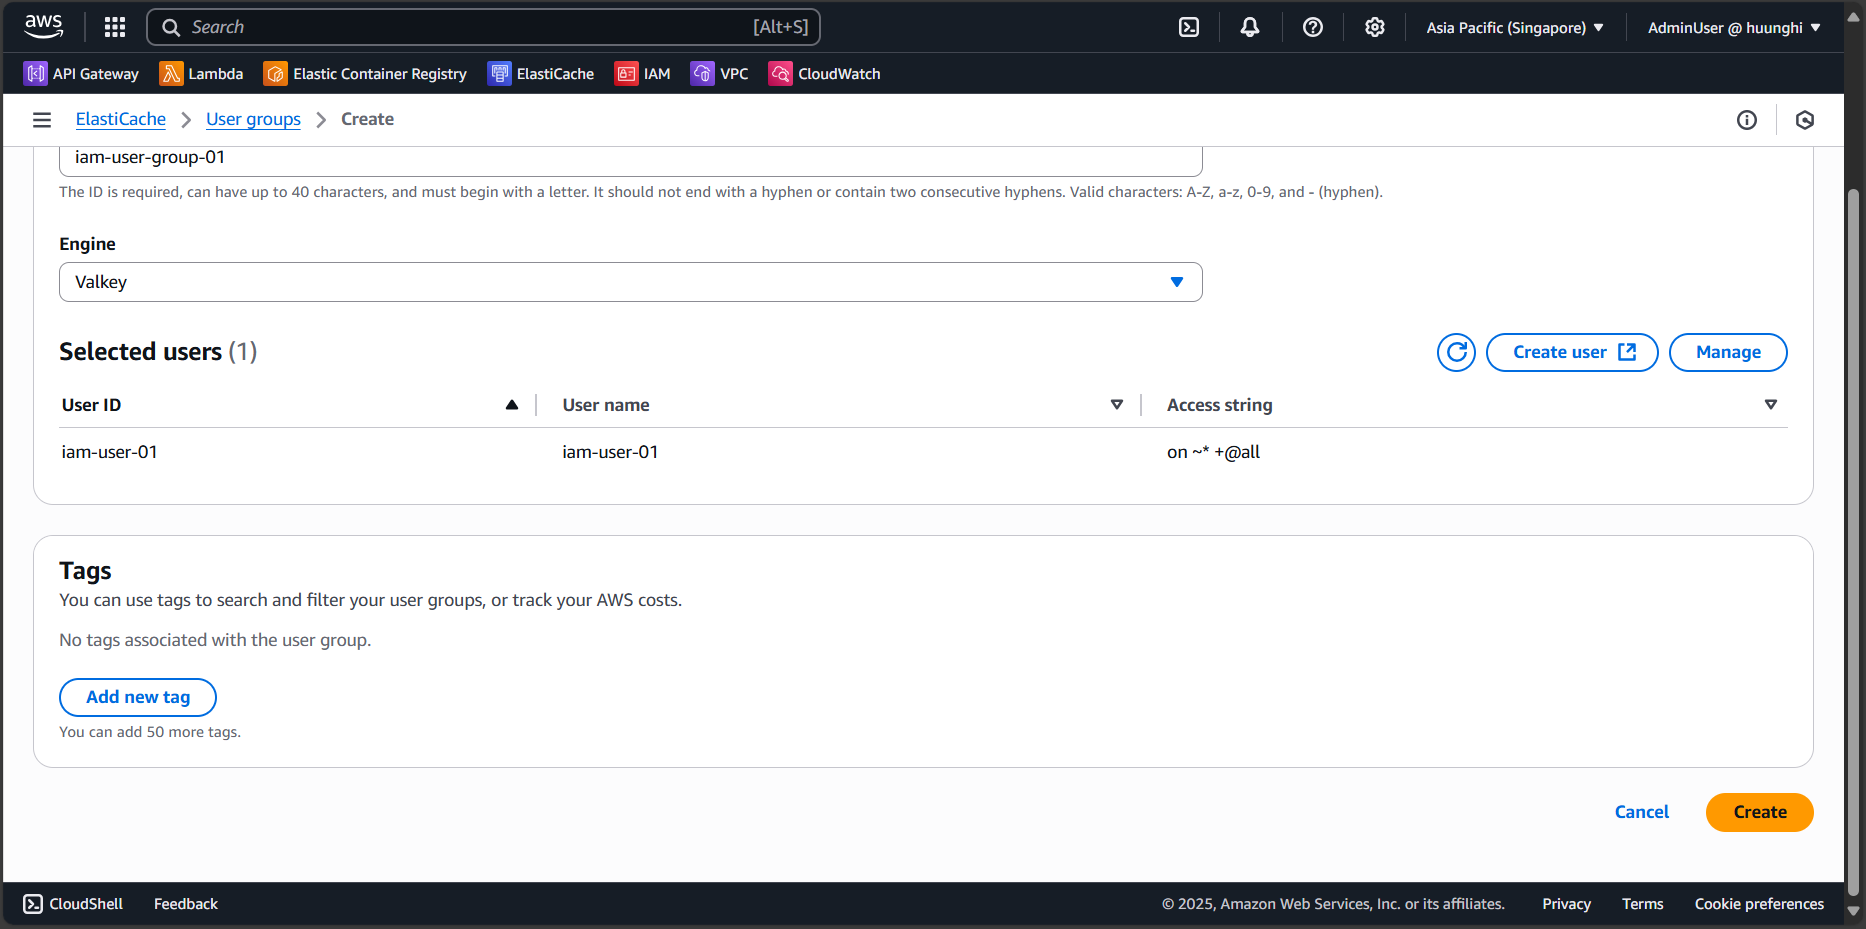 aws
Search [Alt+S]
Asia Pacific (Singapore) AdminUser @ huunghi
API Gateway Lambda Elastic Container Registry ElastiCache IAM VPC CloudWatch
ElastiCache User groups Create
iam-user-group-01
The ID is required, can have up to 40 characters, and must begin with a letter. It should not end with a hyphen or contain two consecutive hyphens. Valid characters: A-Z, a-z, 0-9, and - (hyphen).
Engine
Valkey
Selected users (1) Create user Manage
User ID User name Access string
iam-user-01 iam-user-01 on ~* +@all
Tags
You can use tags to search and filter your user groups, or track your AWS costs.
No tags associated with the user group.
Add new tag
You can add 50 more tags.
Cancel Create
CloudShell Feedback © 2025, Amazon Web Services, Inc. or its affiliates. Privacy Terms Cookie preferences